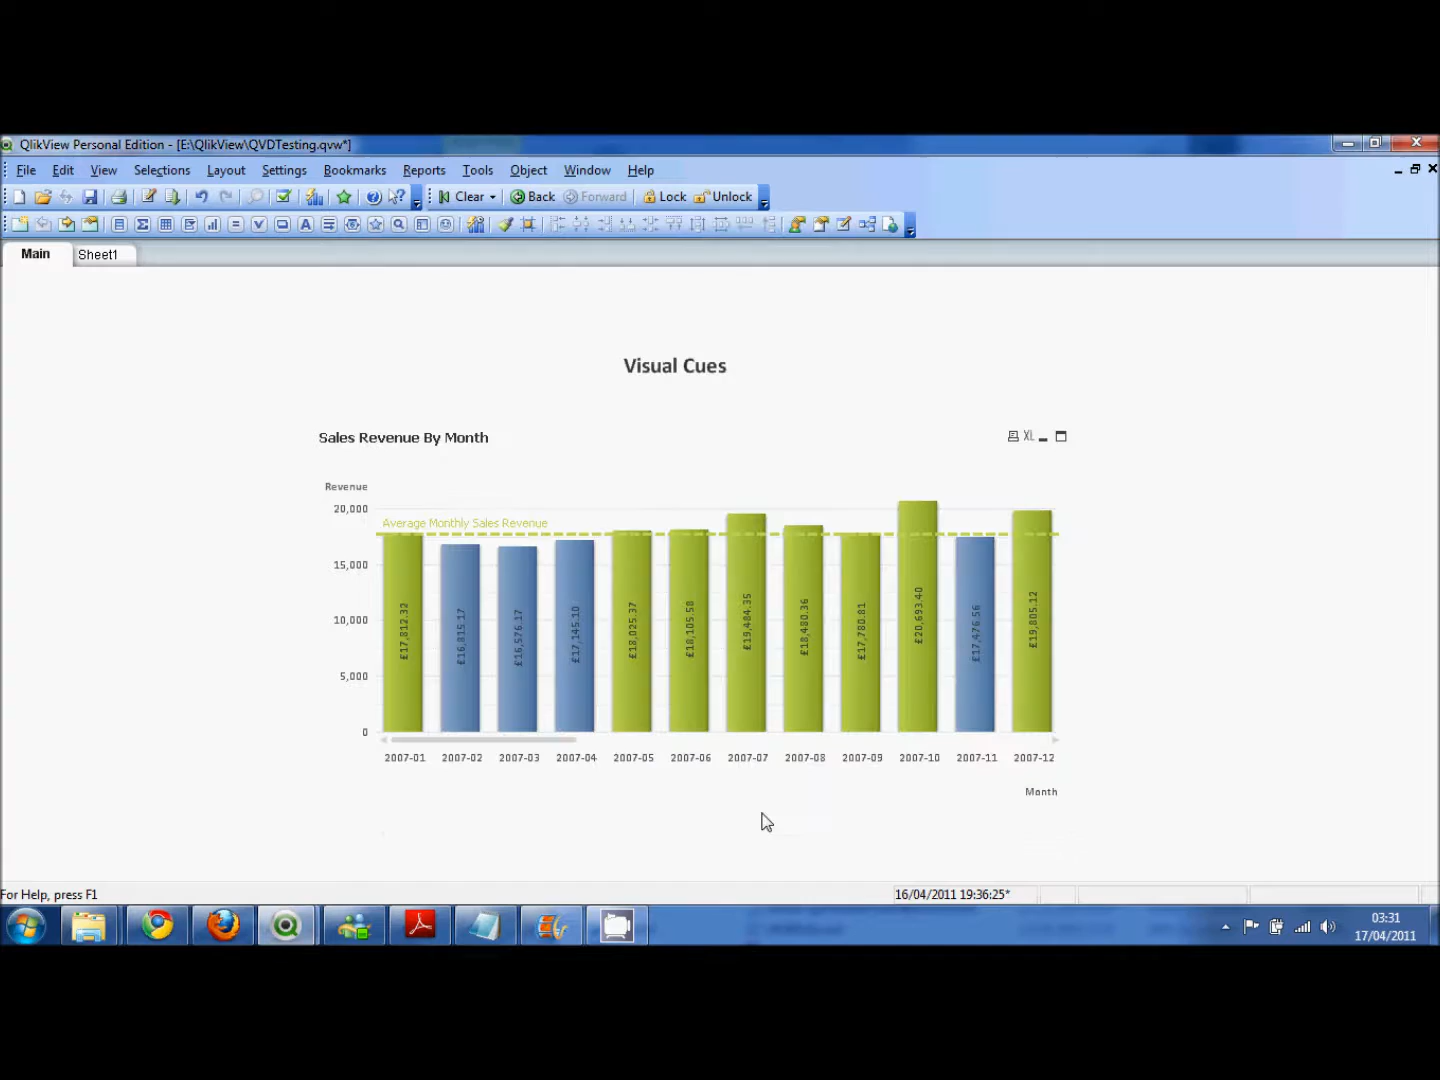 QlikView Personal Edition - [E:\QlikView\QVDTesting.qvw*]
File Edit View Selections Layout Settings Bookmarks Reports Tools Object Window Help
Clear Back Forward Lock Unlock
Main Sheet1
Visual Cues
Sales Revenue By Month
XL
Revenue
20,000
Average Monthly Sales Revenue
15,000
10,000
5,000
0
£17,812.32 £16,815.17 £16,576.17 £17,145.10 £18,025.37 £18,105.58 £19,484.35 £18,480.36 £17,780.81 £20,693.40 £17,476.56 £19,805.12
2007-01 2007-02 2007-03 2007-04 2007-05 2007-06 2007-07 2007-08 2007-09 2007-10 2007-11 2007-12
Month
For Help, press F1
16/04/2011 19:36:25*
03:31
17/04/2011